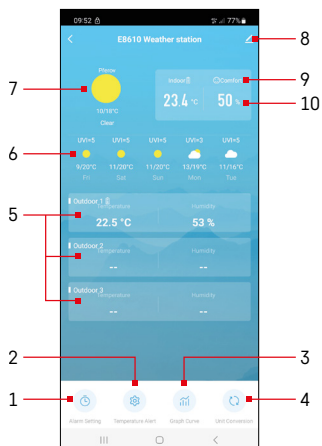 09:52 77%
E8610 Weather station
8
Phone
Indoor Comfort
9
7
23.4 °C 50 %
10
10/18°C
Clear
UVI=5 UVI=5 UVI=5 UVI=3 UVI=5
6
9/20°C 11/20°C 11/20°C 13/19°C 11/16°C
Fri Sat Sun Mon Tue
Outdoor 1
Temperature Humidity
5
22.5 °C 53 %
Outdoor 2
Temperature Humidity
-- --
Outdoor 3
Temperature Humidity
-- --
2 3
1 4
Alarm Setting Temperature Alert Graph Curve Unit Conversion